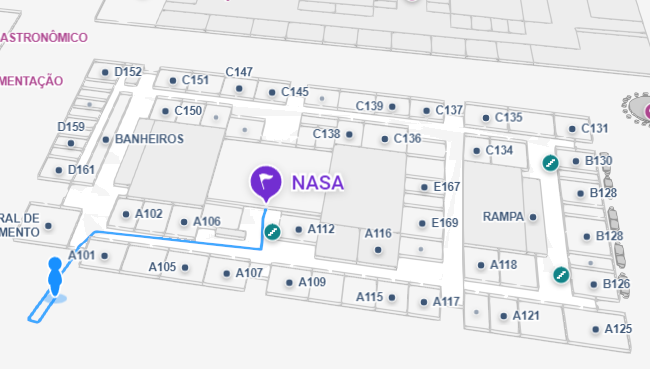 ASTRONÔMICO
MENTAÇÃO
D152
C151
C147
C145
C139
C137
C135
C131
C150
D159
BANHEIROS
C138
C136
C134
B130
D161
NASA
E167
B128
RAL DE
MENTO
A102
A106
A112
E169
RAMPA
A116
B128
A101
A105
A107
A109
A115
A117
A118
A121
B126
A125